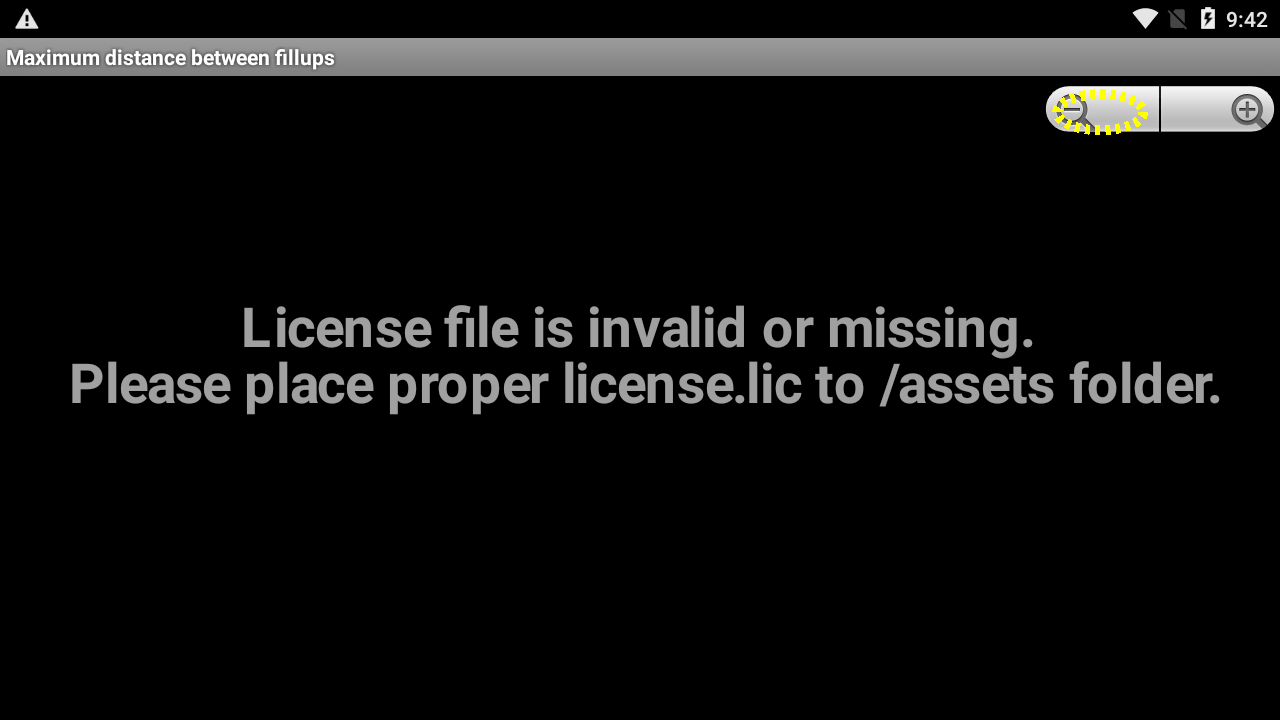 9:42
Maximum distance between fillups
License file is invalid or missing.
Please place proper license.lic to /assets folder.